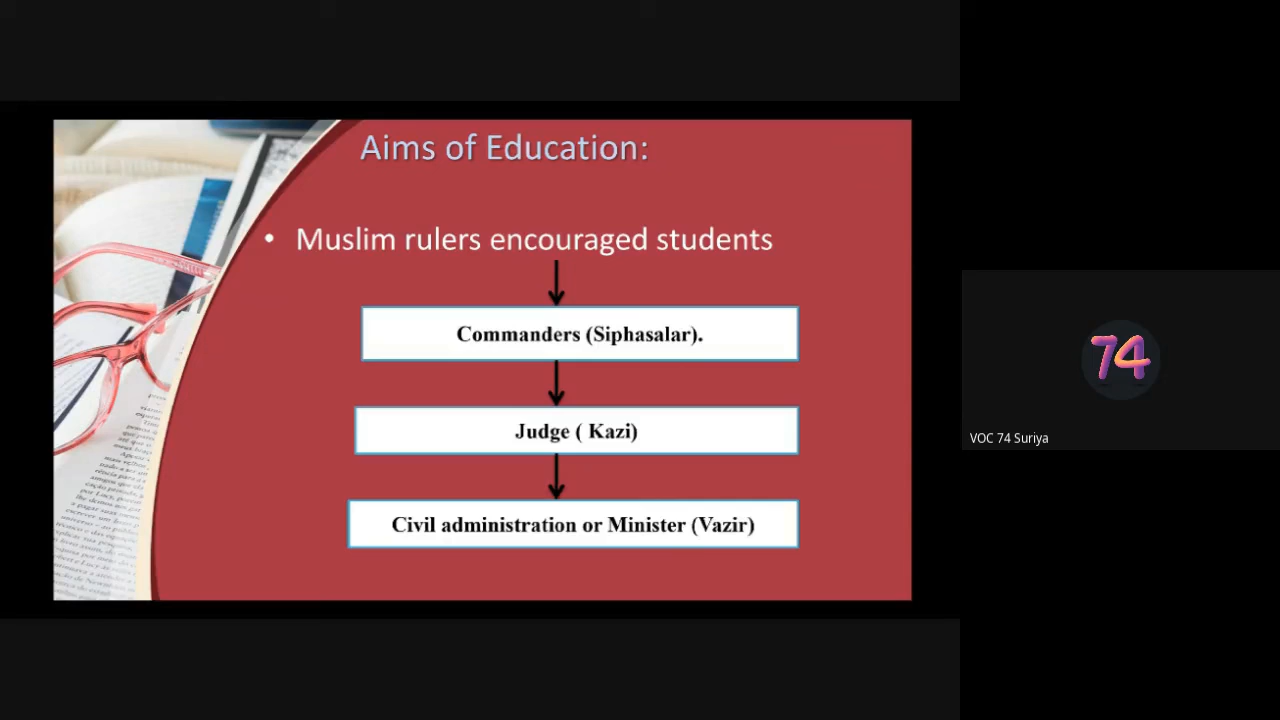 Aims of Education:
• Muslim rulers encouraged students
Commanders (Siphasalar).
Judge ( Kazi)
Civil administration or Minister (Vazir)
74
VOC 74 Suriya